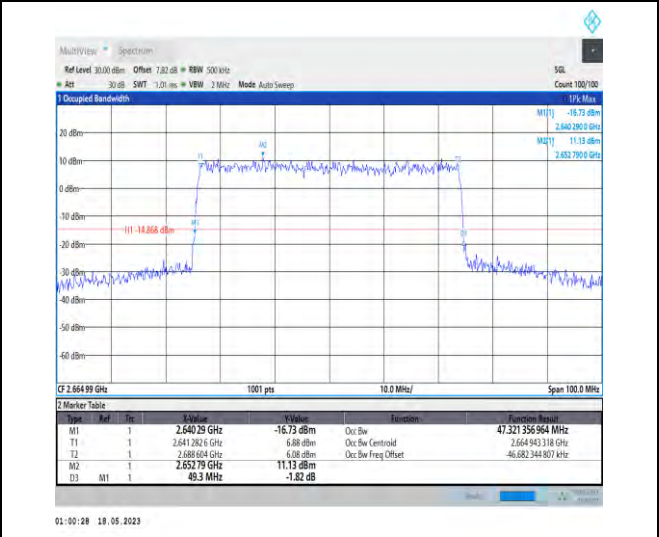 MultiView Spectrum
Ref Level 30.00 dBm Offset 7.82 dB RBW 500 kHz SGL
Att 30 dB SWT 1.01 ms VBW 2 MHz Mode Auto Sweep Count 100/100
1 Occupied Bandwidth 1Pk Max
M1[1] -16.73 dBm
2.640 290 0 GHz
20 dBm
M2[1] 11.13 dBm
2.652 790 0 GHz
M2
T1
10 dBm
0 dBm
-10 dBm
M1
H1 -14.868 dBm
D3
-20 dBm
-30 dBm
-40 dBm
-50 dBm
-60 dBm
CF 2.664 99 GHz 1001 pts 10.0 MHz/ Span 100.0 MHz
2 Marker Table
Type Ref Trc X-Value Y-Value Function Function Result
M1 1 2.640 29 GHz -16.73 dBm Occ Bw 47.321 356 964 MHz
T1 1 2.641 282 6 GHz 6.88 dBm Occ Bw Centroid 2.664 943 318 GHz
T2 1 2.688 604 GHz 6.08 dBm Occ Bw Freq Offset -46.682 344 807 kHz
M2 1 2.652 79 GHz 11.13 dBm
D3 M1 1 49.3 MHz -1.82 dB
01:00:28 18.05.2023